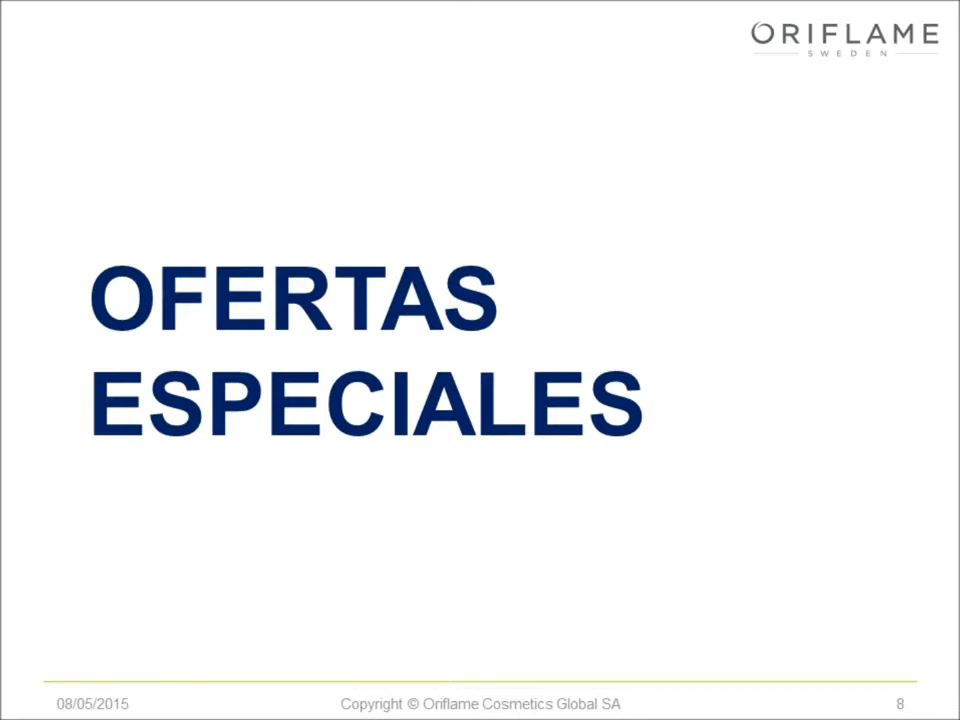 ORIFLAME
SWEDEN
OFERTAS
ESPECIALES
08/05/2015 Copyright © Oriflame Cosmetics Global SA 8